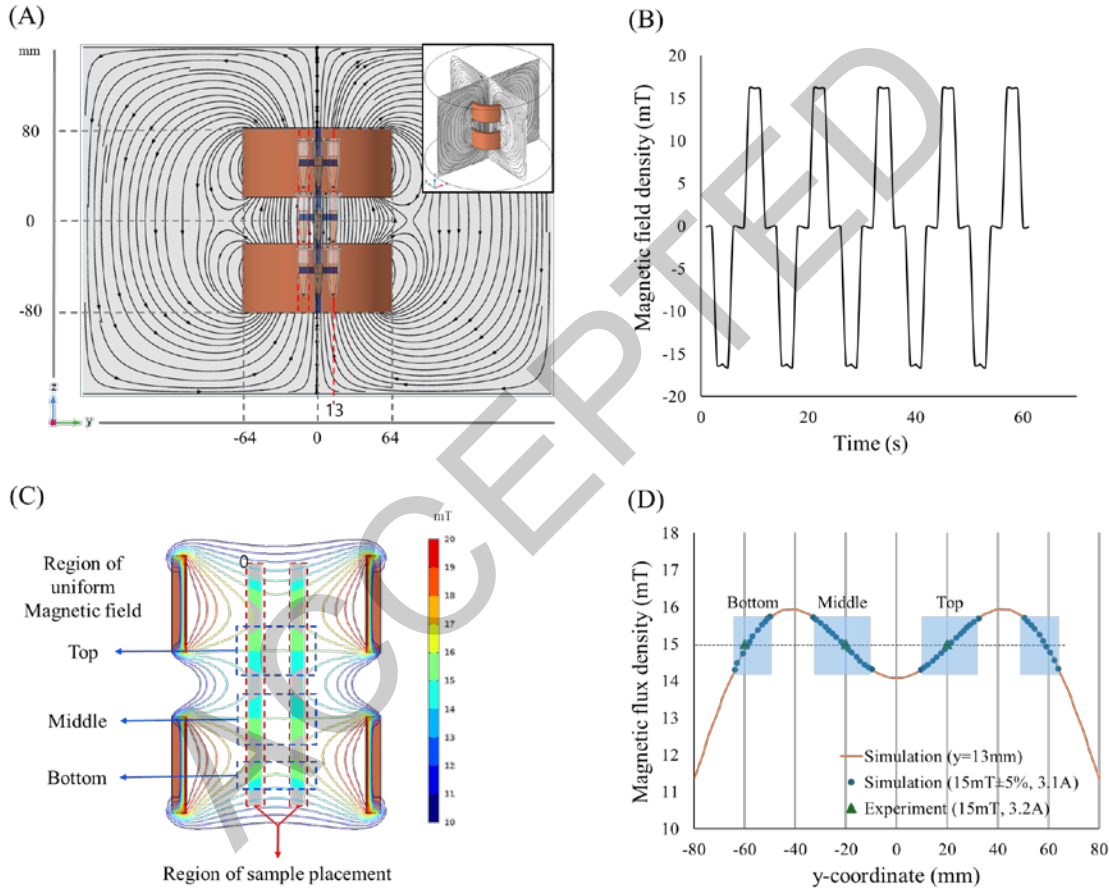 (A)
mm
80
0
-80
z
y
13
-64
0
64
(B)
Magnetic field density (mT)
20
15
10
5
0
-5
-10
-15
-20
0
20
40
60
Time (s)
(C)
Region of
uniform
Magnetic field
Top
Middle
Bottom
0
mT
20
19
18
17
16
15
14
13
12
11
10
Region of sample placement
(D)
Magnetic flux density (mT)
18
17
16
15
14
13
12
11
10
Bottom
Middle
Top
Simulation (y=13mm)
Simulation (15mT±5%, 3.1A)
Experiment (15mT, 3.2A)
-80
-60
-40
-20
0
20
40
60
80
y-coordinate (mm)
ACCEPTED